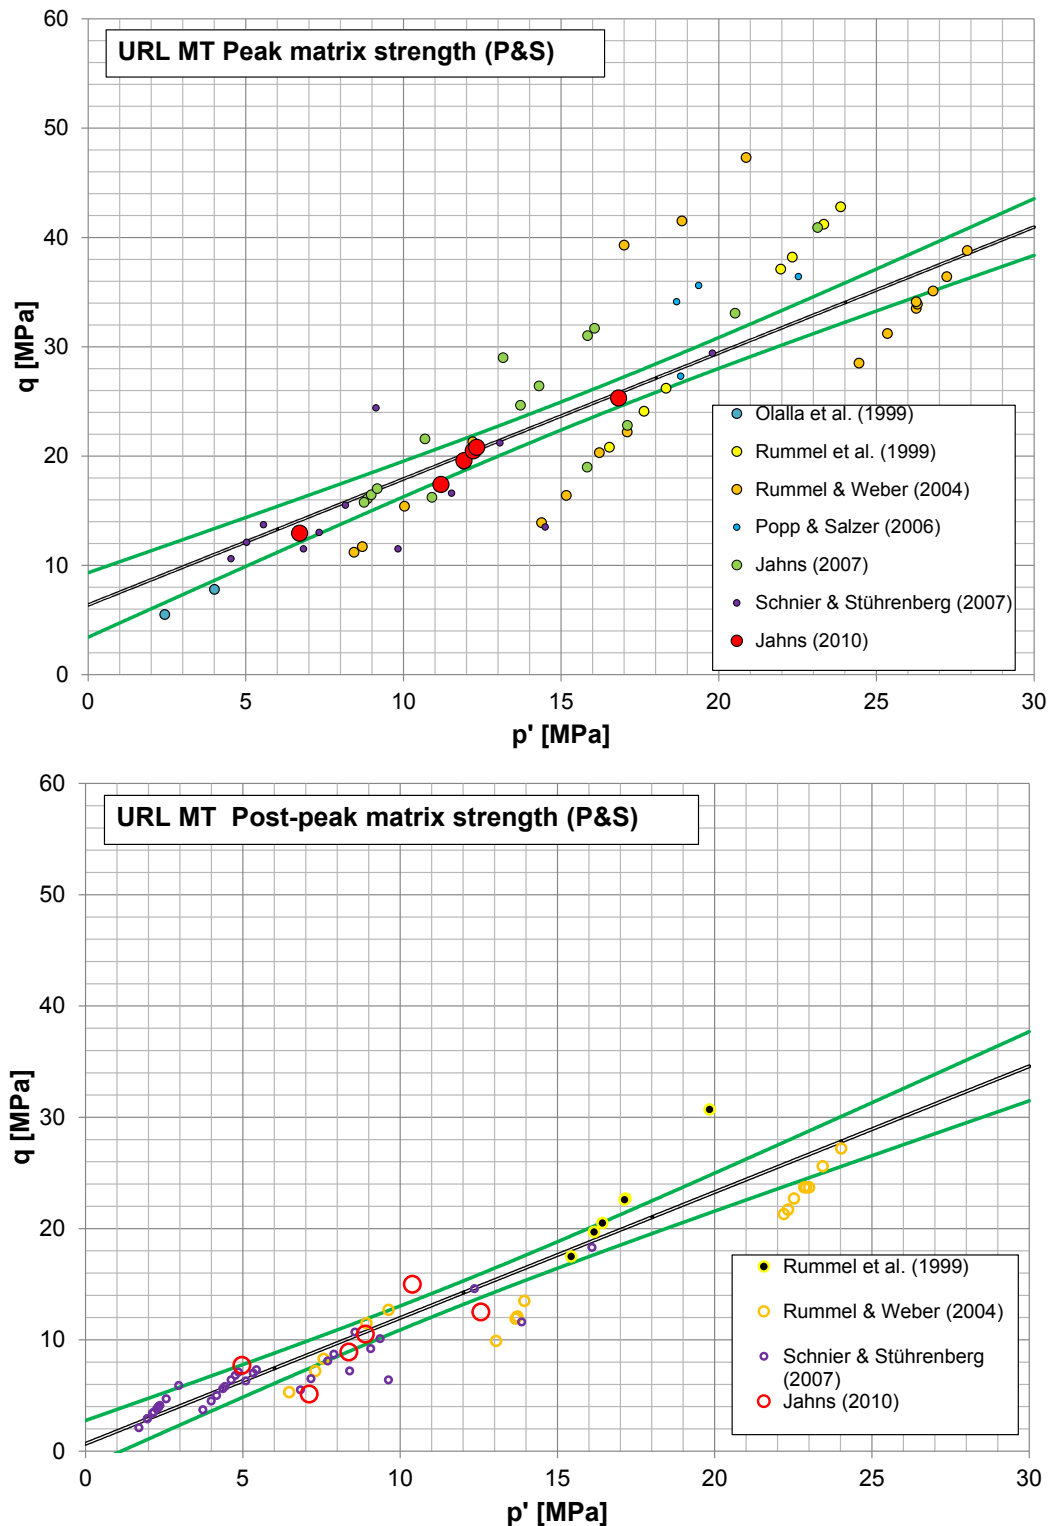 URL MT Peak matrix strength (P&S)
60
50
40
30
20
10
0
q [MPa]
Olalla et al. (1999)
Rummel et al. (1999)
Rummel & Weber (2004)
Popp & Salzer (2006)
Jahns (2007)
Schnier & Stührenberg (2007)
Jahns (2010)
0 5 10 15 20 25 30
p' [MPa]
URL MT  Post-peak matrix strength (P&S)
60
50
40
30
20
10
0
q [MPa]
Rummel et al. (1999)
Rummel & Weber (2004)
Schnier & Stührenberg
(2007)
Jahns (2010)
0 5 10 15 20 25 30
p' [MPa]